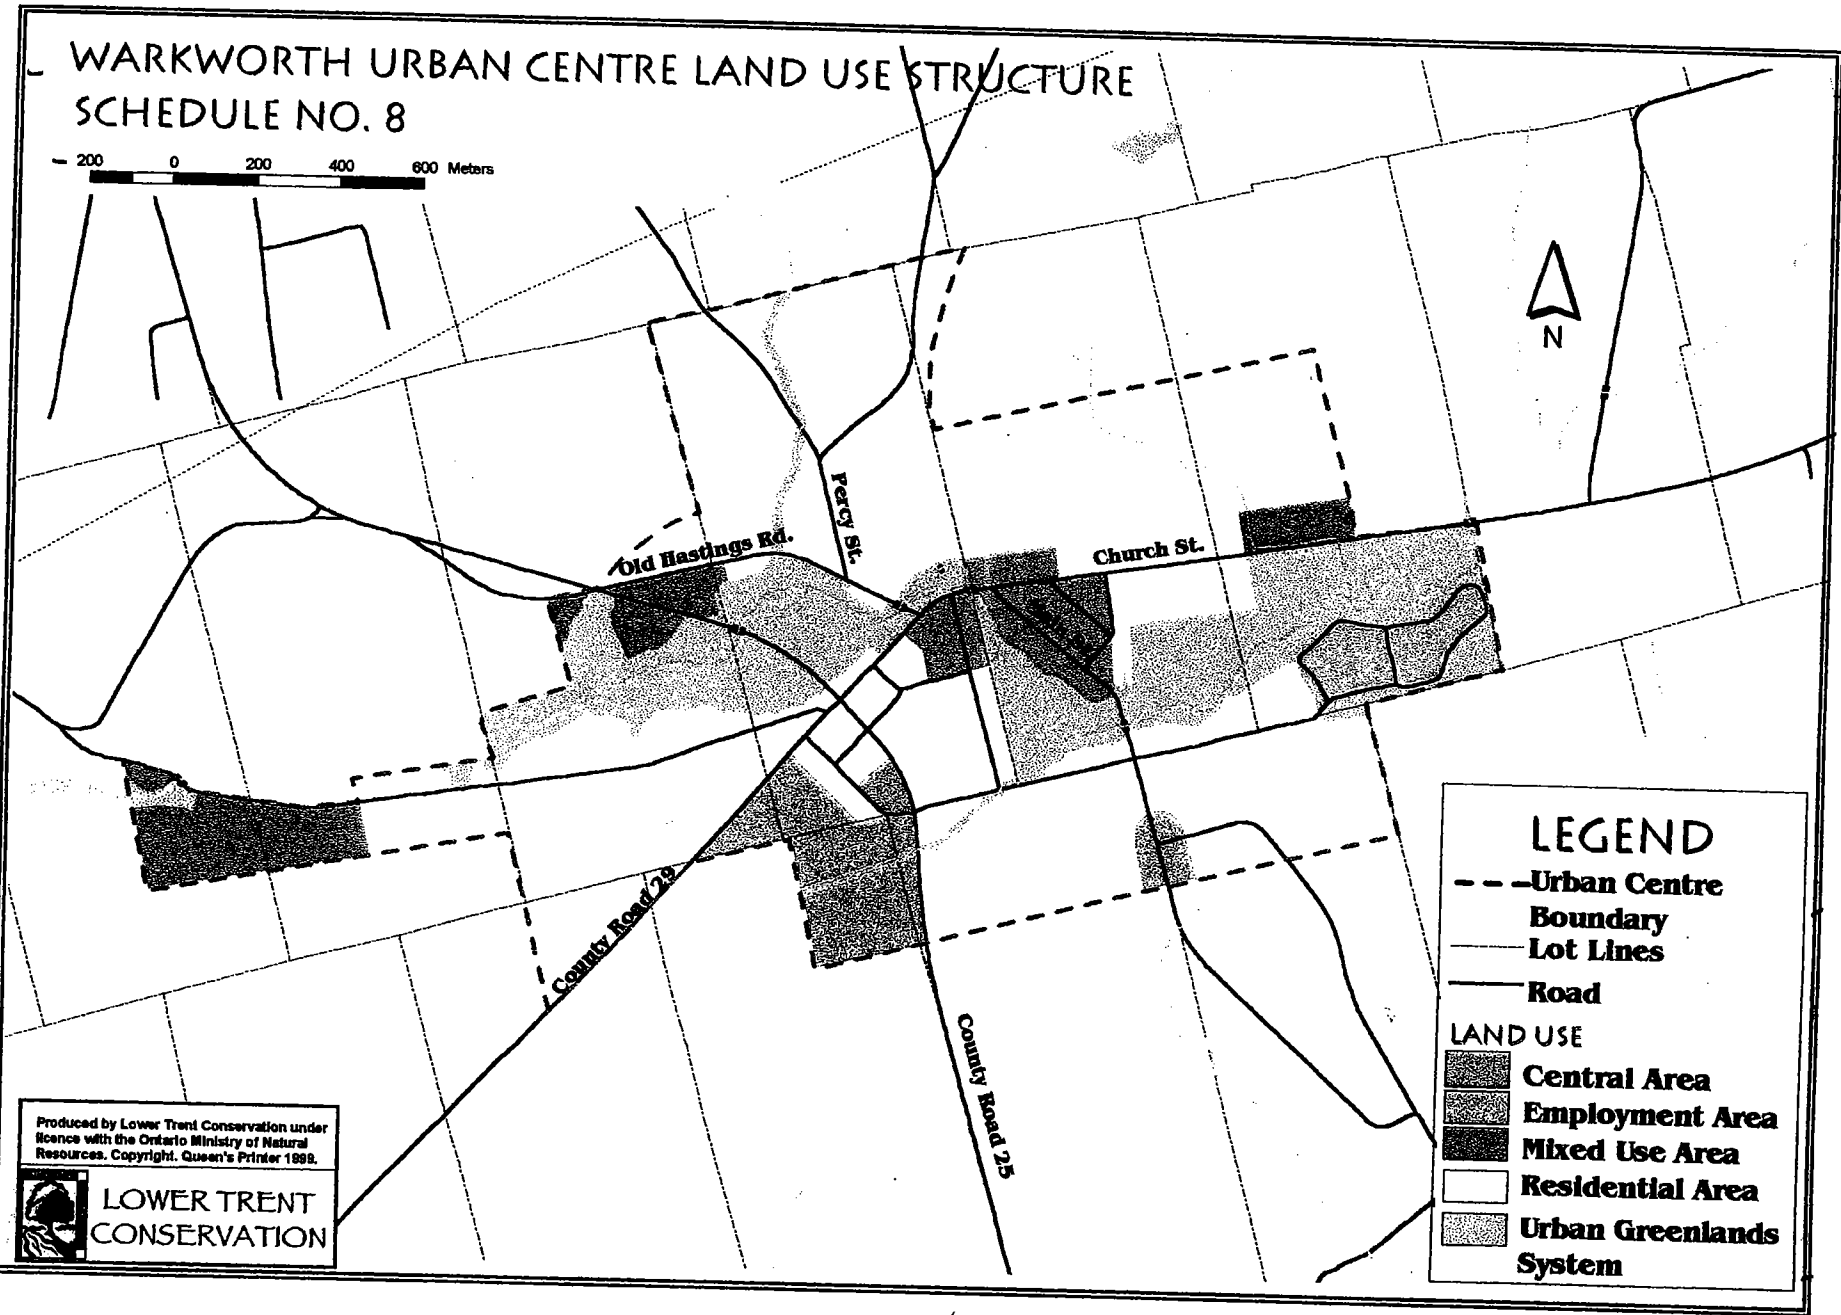 WARKWORTH URBAN CENTRE LAND USE STRUCTURE
SCHEDULE NO. 8
200 0 200 400 600 Meters
N
Percy St.
Old Hastings Rd.
Church St.
County Road 29
County Road 25
LEGEND
Urban Centre
Boundary
Lot Lines
Road
LAND USE
Central Area
Employment Area
Mixed Use Area
Residential Area
Urban Greenlands
System
Produced by Lower Trent Conservation under
licence with the Ontario Ministry of Natural
Resources. Copyright. Queen's Printer 1999.
LOWER TRENT
CONSERVATION